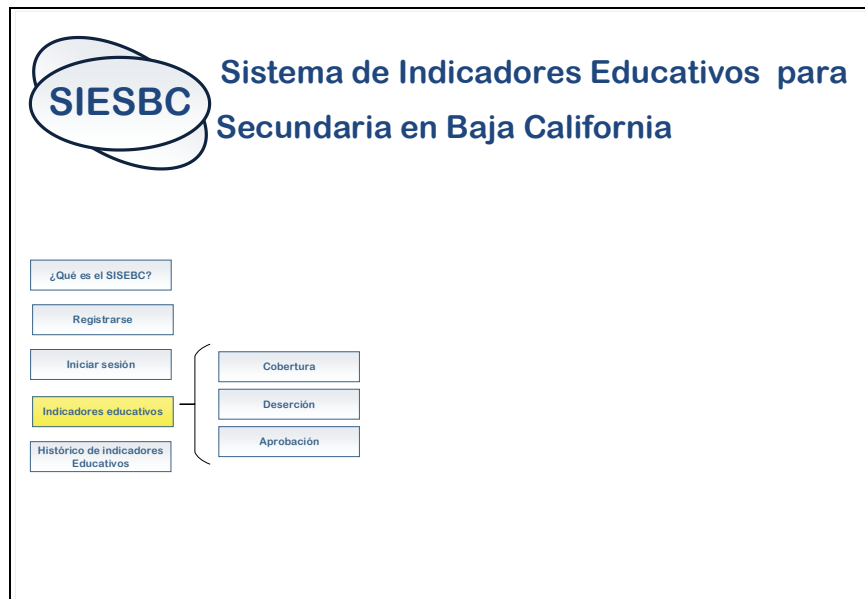 SIESBC
Sistema de Indicadores Educativos para
Secundaria en Baja California
¿Qué es el SISEBC?
Registrarse
Iniciar sesión
Indicadores educativos
Histórico de indicadores
Educativos
Cobertura
Deserción
Aprobación